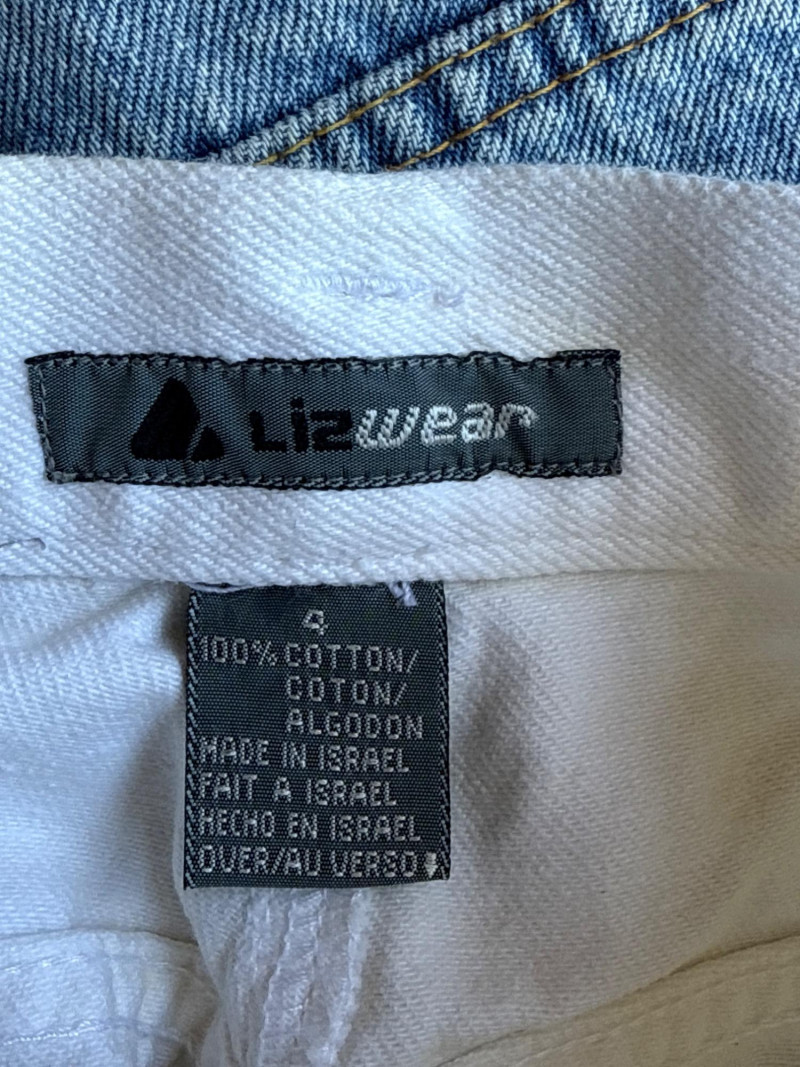 Lizwear
4
100% COTTON/
COTON/
ALGODON
MADE IN ISRAEL
FAIT A ISRAEL
HECHO EN ISRAEL
OVER/AU VERSO